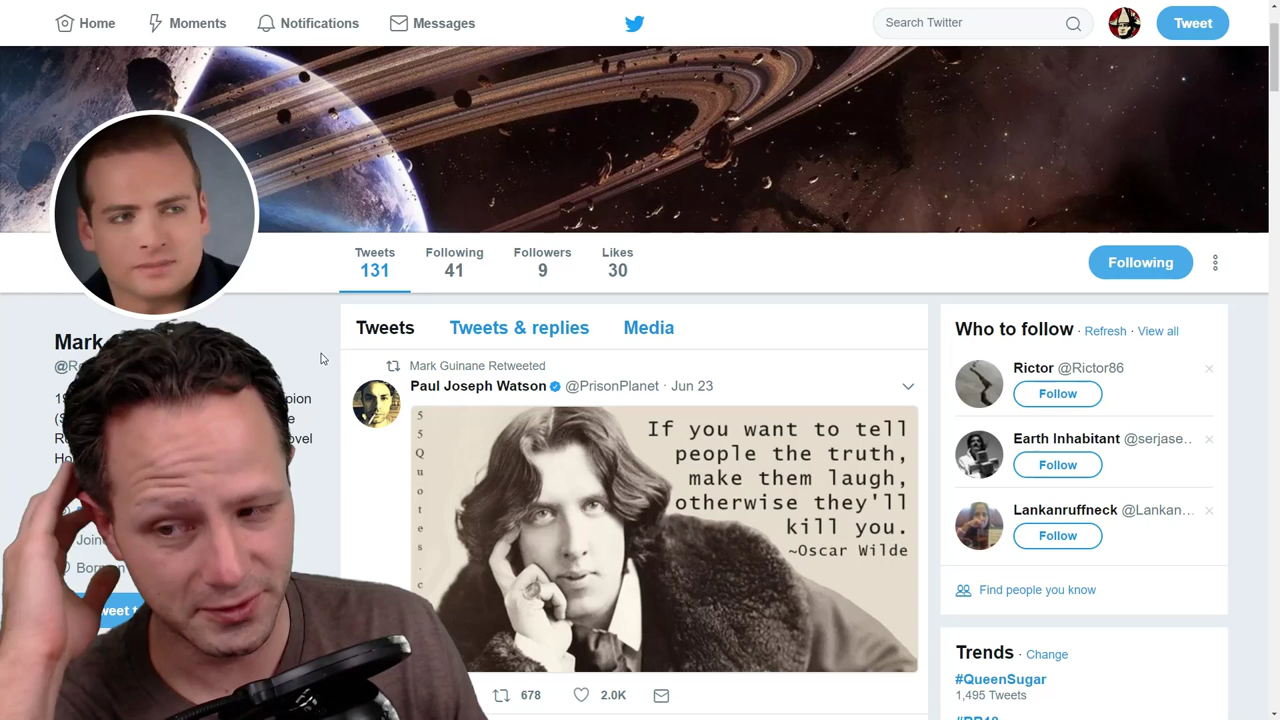 Home
Moments
Notifications
Messages
Search Twitter
Tweet
Tweets
131
Following
41
Followers
9
Likes
30
Following
Mark
Tweets
Tweets & replies
Media
Mark Guinane Retweeted
Paul Joseph Watson @PrisonPlanet · Jun 23
55Quotes.c
If you want to tell
people the truth,
make them laugh,
otherwise they'll
kill you.
~Oscar Wilde
678
2.0K
Who to follow · Refresh · View all
Rictor @Rictor86
Follow
Earth Inhabitant @serjase…
Follow
Lankanruffneck @Lankan…
Follow
Find people you know
Trends · Change
#QueenSugar
1,495 Tweets